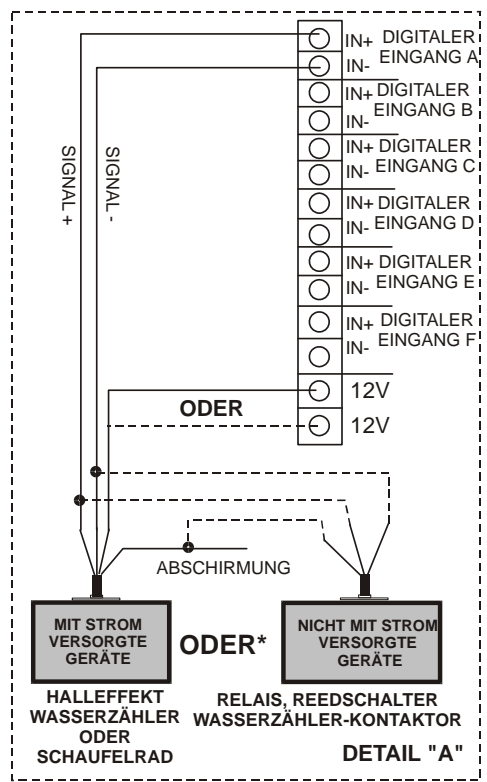 IN+ DIGITALER
EINGANG A
IN-
IN+ DIGITALER
EINGANG B
IN-
IN+ DIGITALER
EINGANG C
IN-
IN+ DIGITALER
EINGANG D
IN-
IN+ DIGITALER
IN- EINGANG E
IN+ DIGITALER
EINGANG F
IN-
12V
12V
SIGNAL +
SIGNAL -
ODER
ABSCHIRMUNG
MIT STROM
VERSORGTE
GERÄTE
ODER*
NICHT MIT STROM
VERSORGTE
GERÄTE
HALLEFFEKT
WASSERZÄHLER
ODER
SCHAUFELRAD
RELAIS, REEDSCHALTER
WASSERZÄHLER-KONTAKTOR
DETAIL "A"